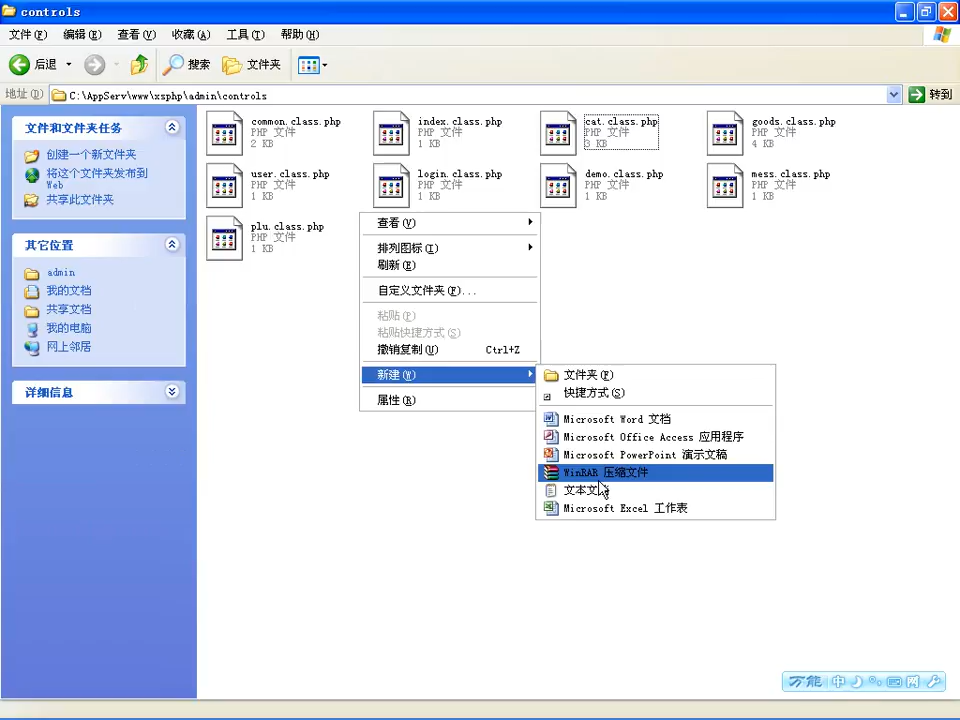 controls
文件(F) 编辑(E) 查看(V) 收藏(A) 工具(T) 帮助(H)
后退 搜索 文件夹
地址(D) C:\AppServ\www\xsphp\admin\controls 转到
文件和文件夹任务
创建一个新文件夹
将这个文件夹发布到
Web
共享此文件夹
其它位置
admin
我的文档
共享文档
我的电脑
网上邻居
详细信息
common.class.php
PHP 文件
2 KB
index.class.php
PHP 文件
1 KB
cat.class.php
PHP 文件
3 KB
goods.class.php
PHP 文件
4 KB
user.class.php
PHP 文件
1 KB
login.class.php
PHP 文件
1 KB
demo.class.php
PHP 文件
1 KB
mess.class.php
PHP 文件
1 KB
plu.class.php
PHP 文件
1 KB
查看(V)
排列图标(I)
刷新(E)
自定义文件夹(F)...
粘贴(P)
粘贴快捷方式(S)
撤销复制(U) Ctrl+Z
新建(W)
属性(R)
文件夹(F)
快捷方式(S)
Microsoft Word 文档
Microsoft Office Access 应用程序
Microsoft PowerPoint 演示文稿
WinRAR 压缩文件
文本文
Microsoft Excel 工作表
万能 中 网